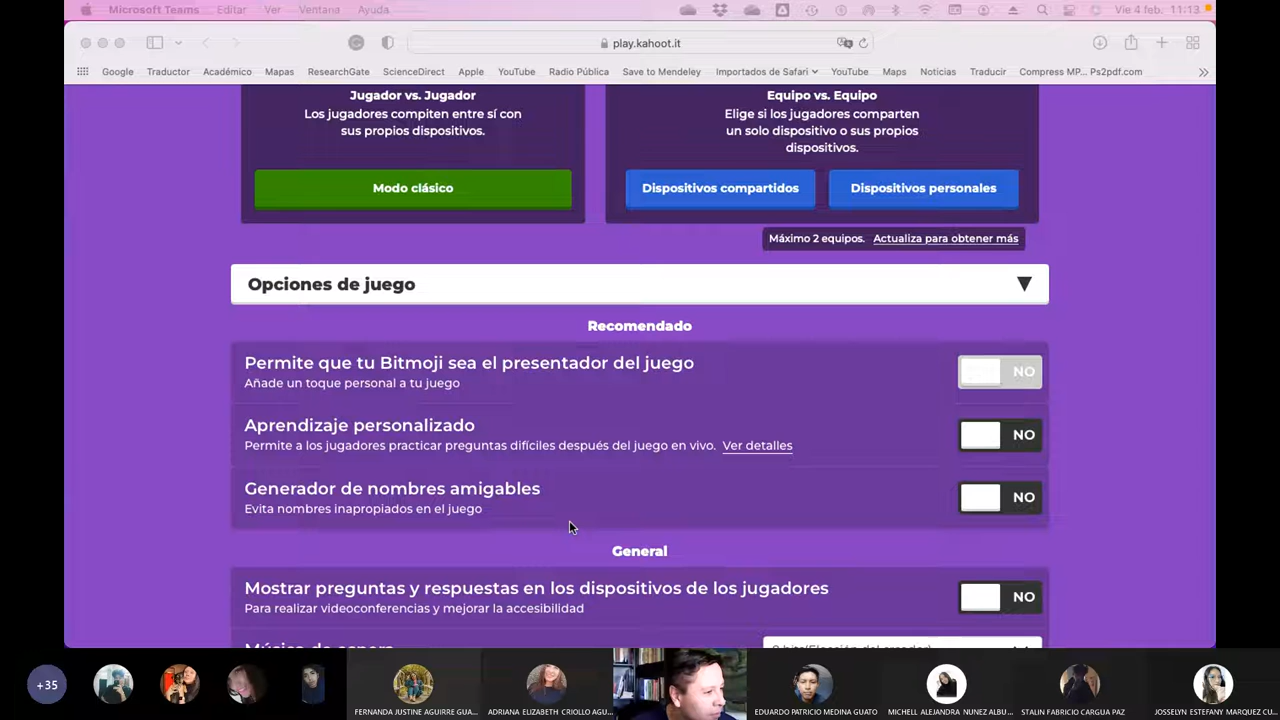 Microsoft Teams Editar Ver Ventana Ayuda Vie 4 feb. 11:13
play.kahoot.it
Google Traductor Académico Mapas ResearchGate ScienceDirect Apple YouTube Radio Pública Save to Mendeley Importados de Safari YouTube Maps Noticias Traducir Compress MP... Ps2pdf.com
Jugador vs. Jugador
Los jugadores compiten entre sí con
sus propios dispositivos.
Modo clásico
Equipo vs. Equipo
Elige si los jugadores comparten
un solo dispositivo o sus propios
dispositivos.
Dispositivos compartidos Dispositivos personales
Máximo 2 equipos. Actualiza para obtener más
Opciones de juego
Recomendado
Permite que tu Bitmoji sea el presentador del juego
Añade un toque personal a tu juego
NO
Aprendizaje personalizado
Permite a los jugadores practicar preguntas difíciles después del juego en vivo. Ver detalles
NO
Generador de nombres amigables
Evita nombres inapropiados en el juego
NO
General
Mostrar preguntas y respuestas en los dispositivos de los jugadores
Para realizar videoconferencias y mejorar la accesibilidad
NO
+35
FERNANDA JUSTINE AGUIRRE GUA... ADRIANA ELIZABETH CRIOLLO AGU... EDUARDO PATRICIO MEDINA GUATO MICHELL ALEJANDRA NUNEZ ALBU... STALIN FABRICIO CARGUA PAZ JOSSELYN ESTEFANY MARQUEZ CU...